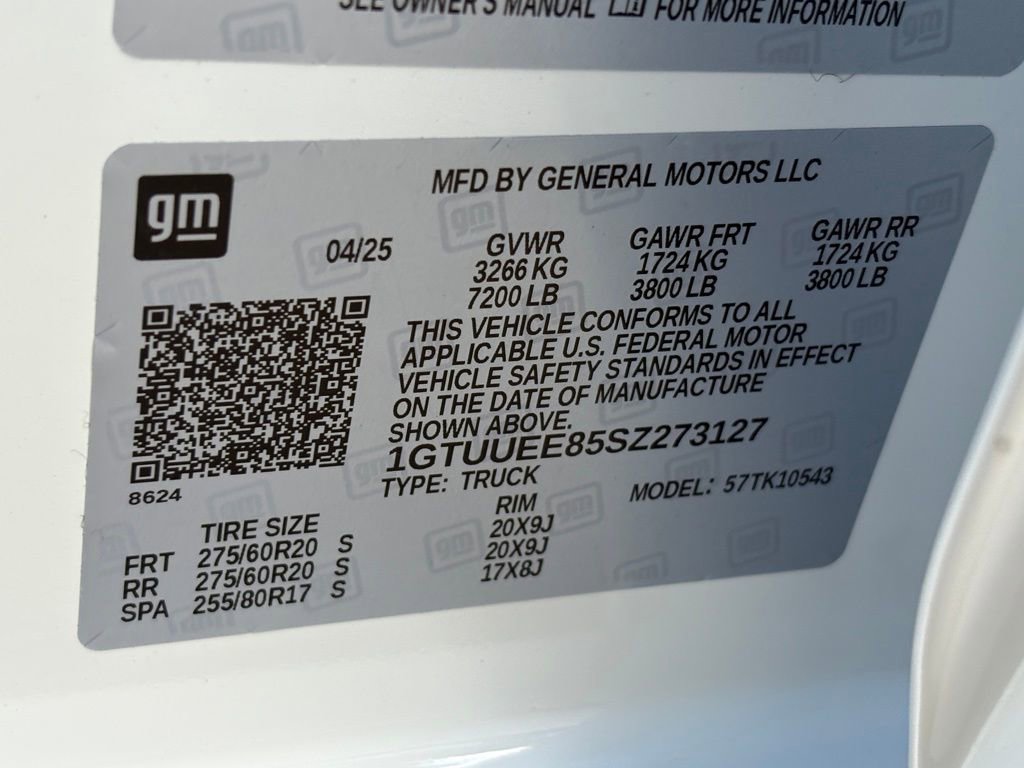 SEE OWNER'S MANUAL FOR MORE INFORMATION
gm
MFD BY GENERAL MOTORS LLC
04/25
GVWR GAWR FRT GAWR RR
3266 KG 1724 KG 1724 KG
7200 LB 3800 LB 3800 LB
THIS VEHICLE CONFORMS TO ALL
APPLICABLE U.S. FEDERAL MOTOR
VEHICLE SAFETY STANDARDS IN EFFECT
ON THE DATE OF MANUFACTURE
SHOWN ABOVE.
1GTUUEE85SZ273127
TYPE: TRUCK MODEL: 57TK10543
8624
TIRE SIZE RIM
FRT 275/60R20 S 20X9J
RR 275/60R20 S 20X9J
SPA 255/80R17 S 17X8J